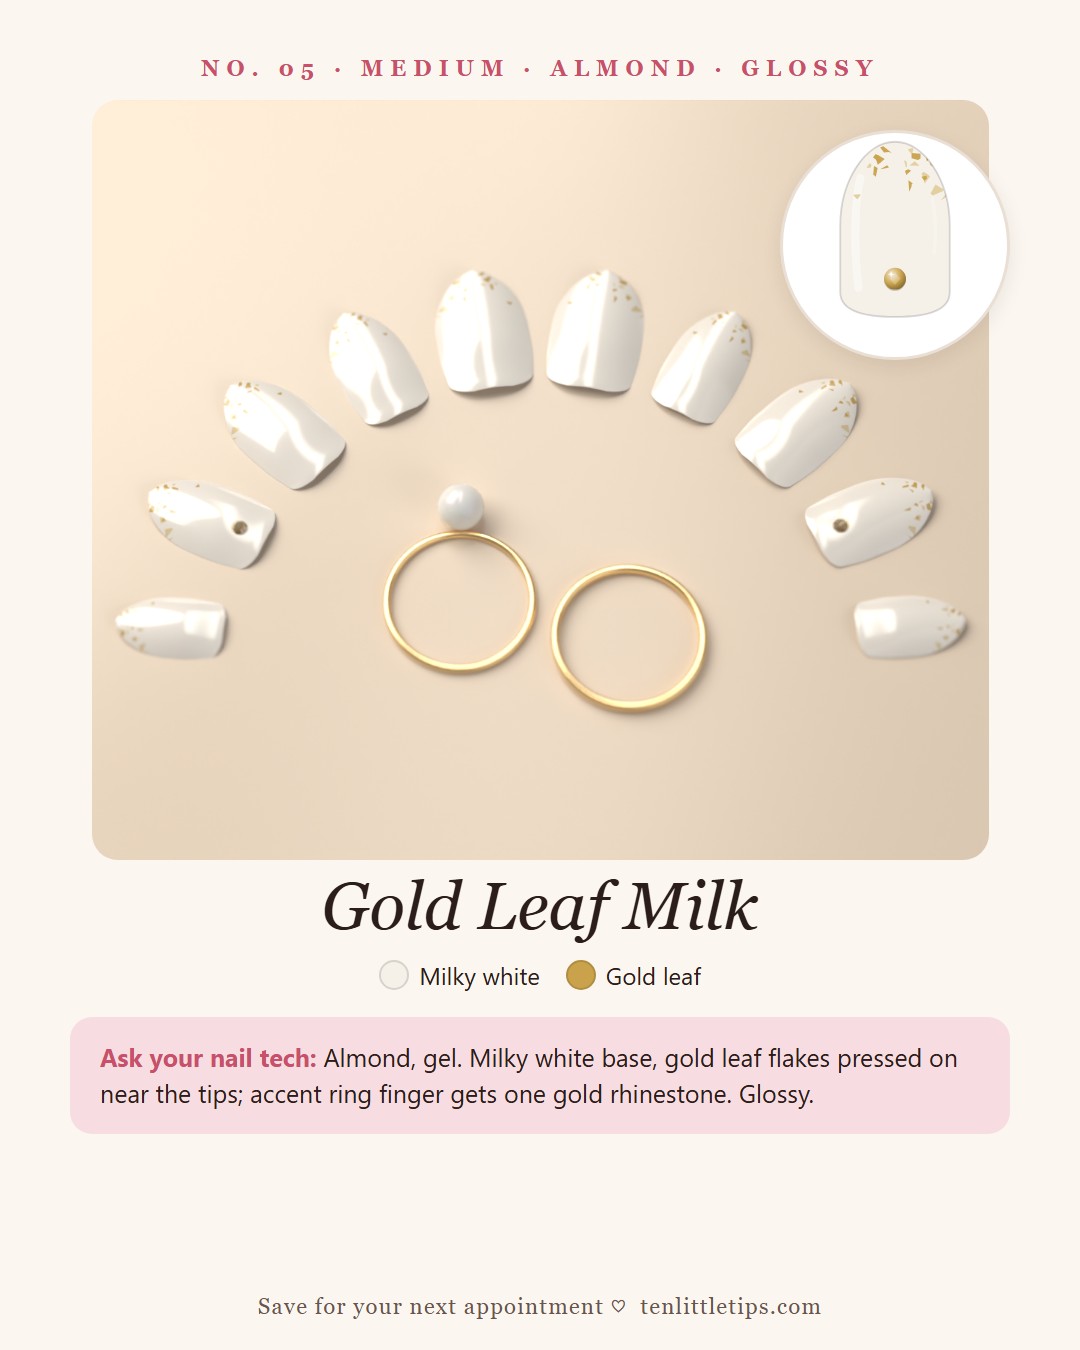 NO. 05 · MEDIUM · ALMOND · GLOSSY
Gold Leaf Milk
Milky white Gold leaf
Ask your nail tech: Almond, gel. Milky white base, gold leaf flakes pressed on
near the tips; accent ring finger gets one gold rhinestone. Glossy.
Save for your next appointment ♡ tenlittletips.com